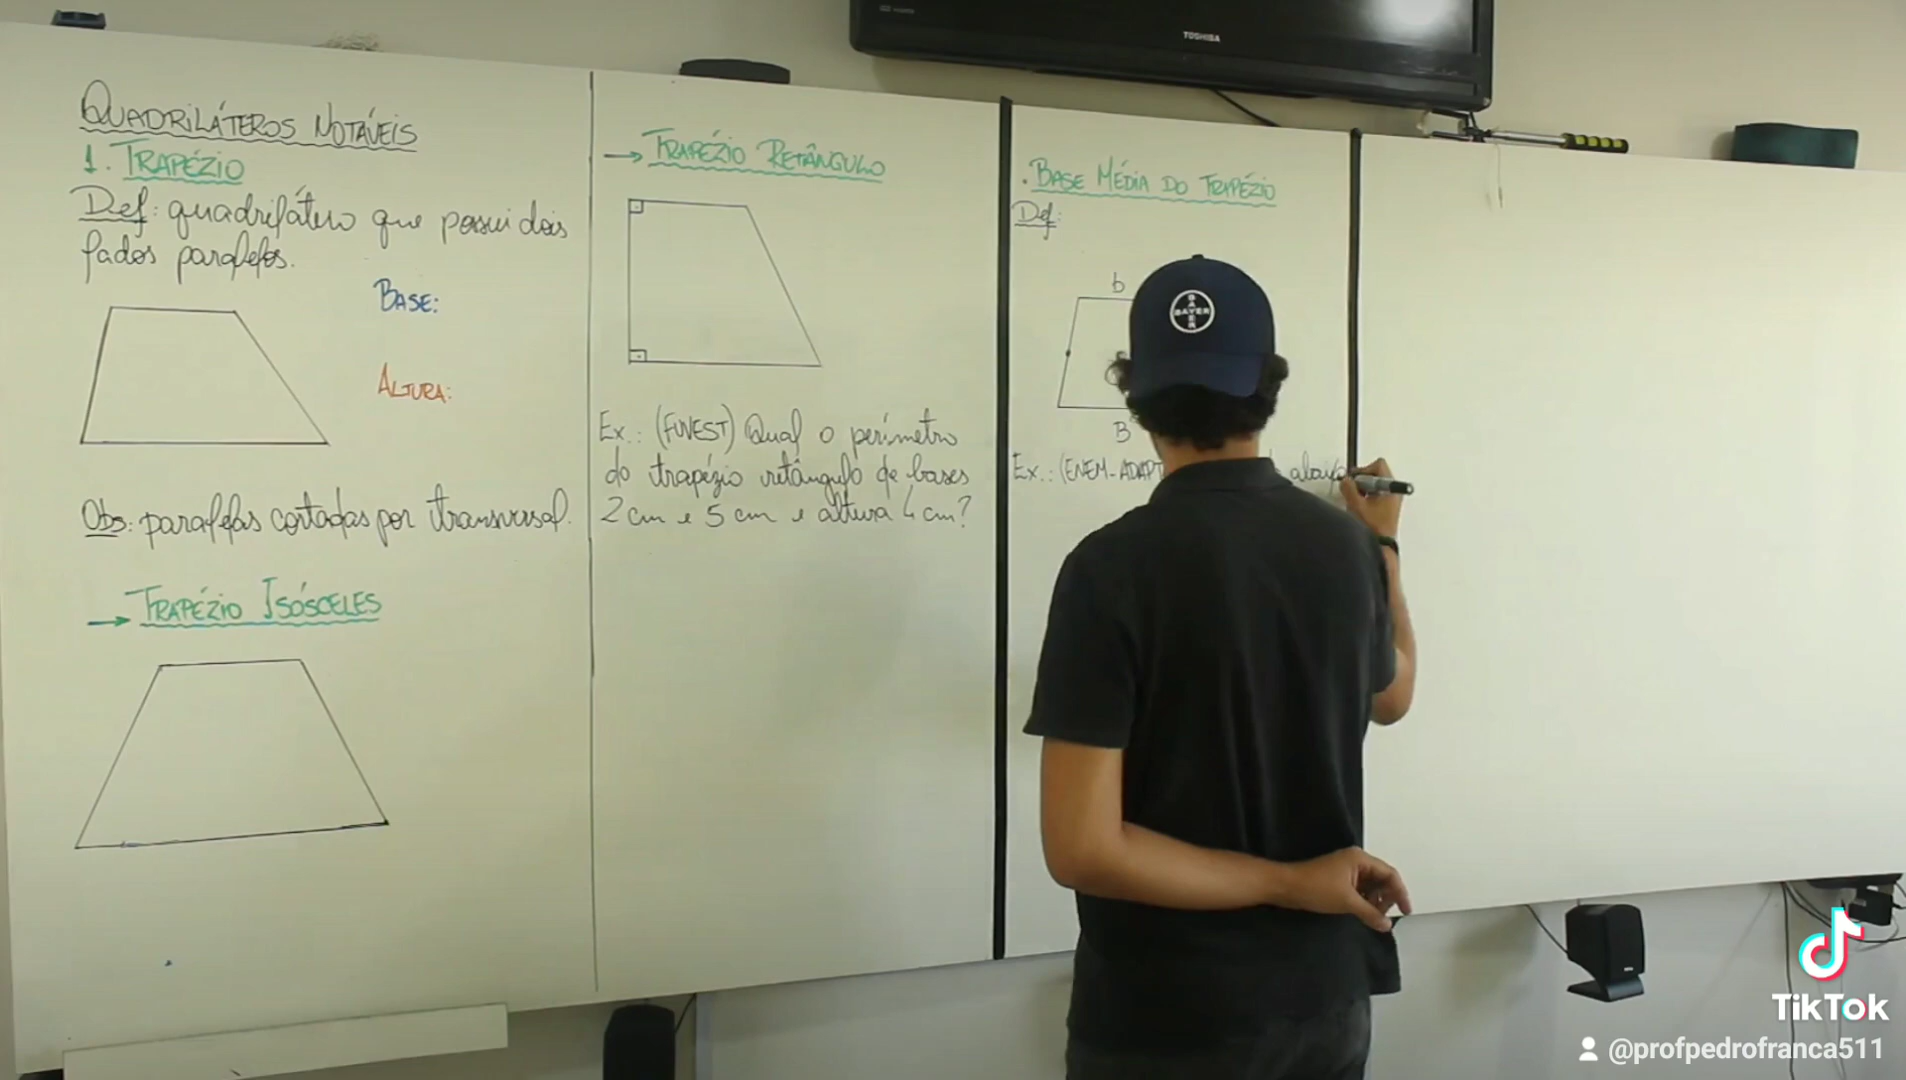 QUADRILÁTEROS NOTÁVEIS
1. TRAPÉZIO
Def: quadrilátero que possui dois
lados paralelos.
BASE:
ALTURA:
Obs: paralelas cortadas por transversal.
→ TRAPÉZIO ISÓSCELES
→ TRAPÉZIO RETÂNGULO
Ex.: (FUVEST) Qual o perímetro
do trapézio retângulo de bases
2 cm e 5 cm e altura 4 cm?
. BASE MÉDIA DO TRAPÉZIO
Def:
b
B
Ex.: (ENEM-ADAPT
TOSHIBA
BAYER
BAYER
TikTok
@profpedrofranca511